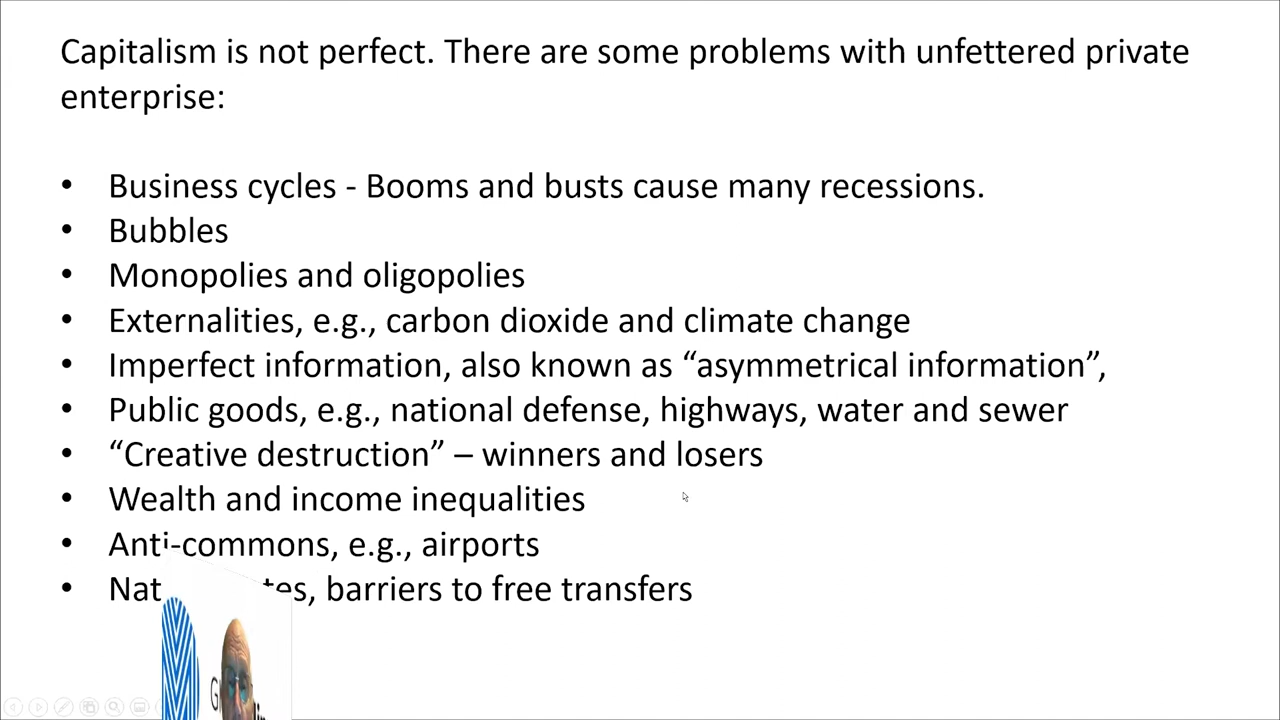 Capitalism is not perfect. There are some problems with unfettered private
enterprise:
• Business cycles - Booms and busts cause many recessions.
• Bubbles
• Monopolies and oligopolies
• Externalities, e.g., carbon dioxide and climate change
• Imperfect information, also known as “asymmetrical information”,
• Public goods, e.g., national defense, highways, water and sewer
• “Creative destruction” – winners and losers
• Wealth and income inequalities
• Anti-commons, e.g., airports
• barriers to free transfers